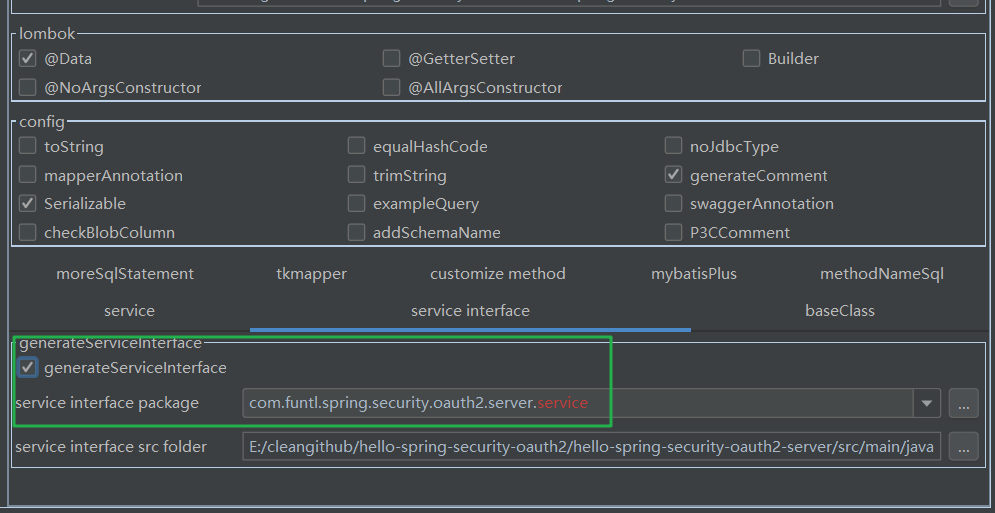 lombok
@Data @GetterSetter Builder
@NoArgsConstructor @AllArgsConstructor
config
toString equalHashCode noJdbcType
mapperAnnotation trimString generateComment
Serializable exampleQuery swaggerAnnotation
checkBlobColumn addSchemaName P3CComment
moreSqlStatement tkmapper customize method mybatisPlus methodNameSql
service service interface baseClass
generateServiceInterface
generateServiceInterface
service interface package com.funtl.spring.security.oauth2.server.service ...
service interface src folder E:/cleangithub/hello-spring-security-oauth2/hello-spring-security-oauth2-server/src/main/java ...